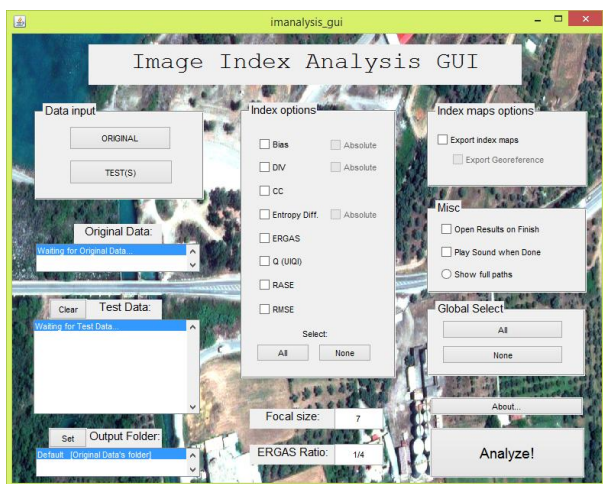 imanalysis_gui
Image Index Analysis GUI
Data input
ORIGINAL
TEST(S)
Original Data:
Waiting for Original Data...
Clear
Test Data:
Waiting for Test Data...
Set
Output Folder:
Default [Original Data's folder]
Index options
Bias
Absolute
DIV
Absolute
CC
Entropy Diff.
Absolute
ERGAS
Q (UIQI)
RASE
RMSE
Select:
All
None
Focal size:
7
ERGAS Ratio:
1/4
Index maps options
Export index maps
Export Georeference
Misc
Open Results on Finish
Play Sound when Done
Show full paths
Global Select
All
None
About...
Analyze!